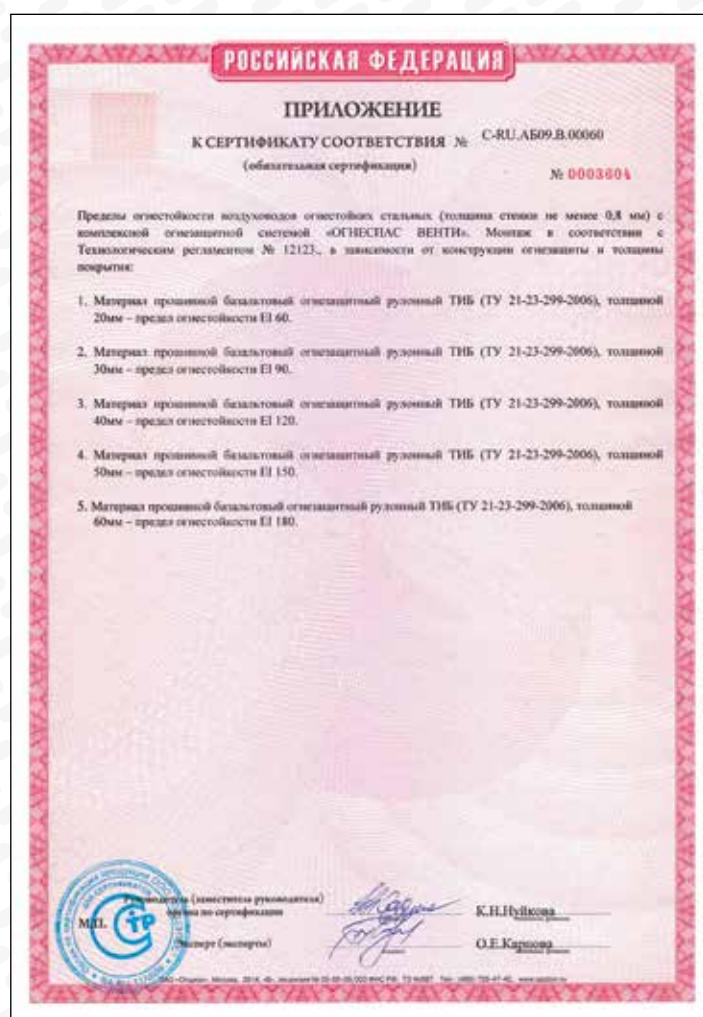 РОССИЙСКАЯ ФЕДЕРАЦИЯ
ПРИЛОЖЕНИЕ
К СЕРТИФИКАТУ СООТВЕТСТВИЯ № C-RU.АБ09.В.00060
(обязательная сертификация)
№ 0003604
Пределы огнестойкости воздуховодов огнестойких стальных (толщина стенки не менее 0,8 мм) с
комплексной огнезащитной системой «ОГНЕСПАС ВЕНТИ». Монтаж в соответствии с
Технологическим регламентом № 12123., в зависимости от конструкции огнезащиты и толщины
покрытия:
1. Материал прошивной базальтовый огнезащитный рулонный ТИБ (ТУ 21-23-299-2006), толщиной
20мм – предел огнестойкости EI 60.
2. Материал прошивной базальтовый огнезащитный рулонный ТИБ (ТУ 21-23-299-2006), толщиной
30мм – предел огнестойкости EI 90.
3. Материал прошивной базальтовый огнезащитный рулонный ТИБ (ТУ 21-23-299-2006), толщиной
40мм – предел огнестойкости EI 120.
4. Материал прошивной базальтовый огнезащитный рулонный ТИБ (ТУ 21-23-299-2006), толщиной
50мм – предел огнестойкости EI 150.
5. Материал прошивной базальтовый огнезащитный рулонный ТИБ (ТУ 21-23-299-2006), толщиной
60мм – предел огнестойкости EI 180.
Руководитель (заместитель руководителя)
органа по сертификации
К.Н.Нуйкова
М.П.
Эксперт (эксперты)
О.Е.Карпова